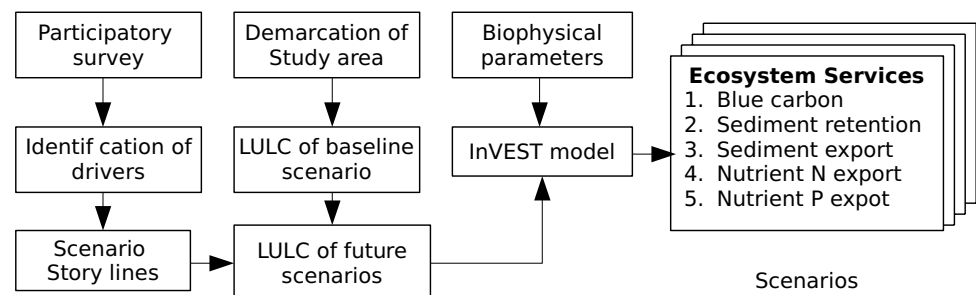 Participatory
survey
Demarcation of
Study area
Biophysical
parameters
Identif cation of
drivers
LULC of baseline
scenario
InVEST model
Ecosystem Services
1. Blue carbon
2. Sediment retention
3. Sediment export
4. Nutrient N export
5. Nutrient P expot
Scenario
Story lines
LULC of future
scenarios
Scenarios